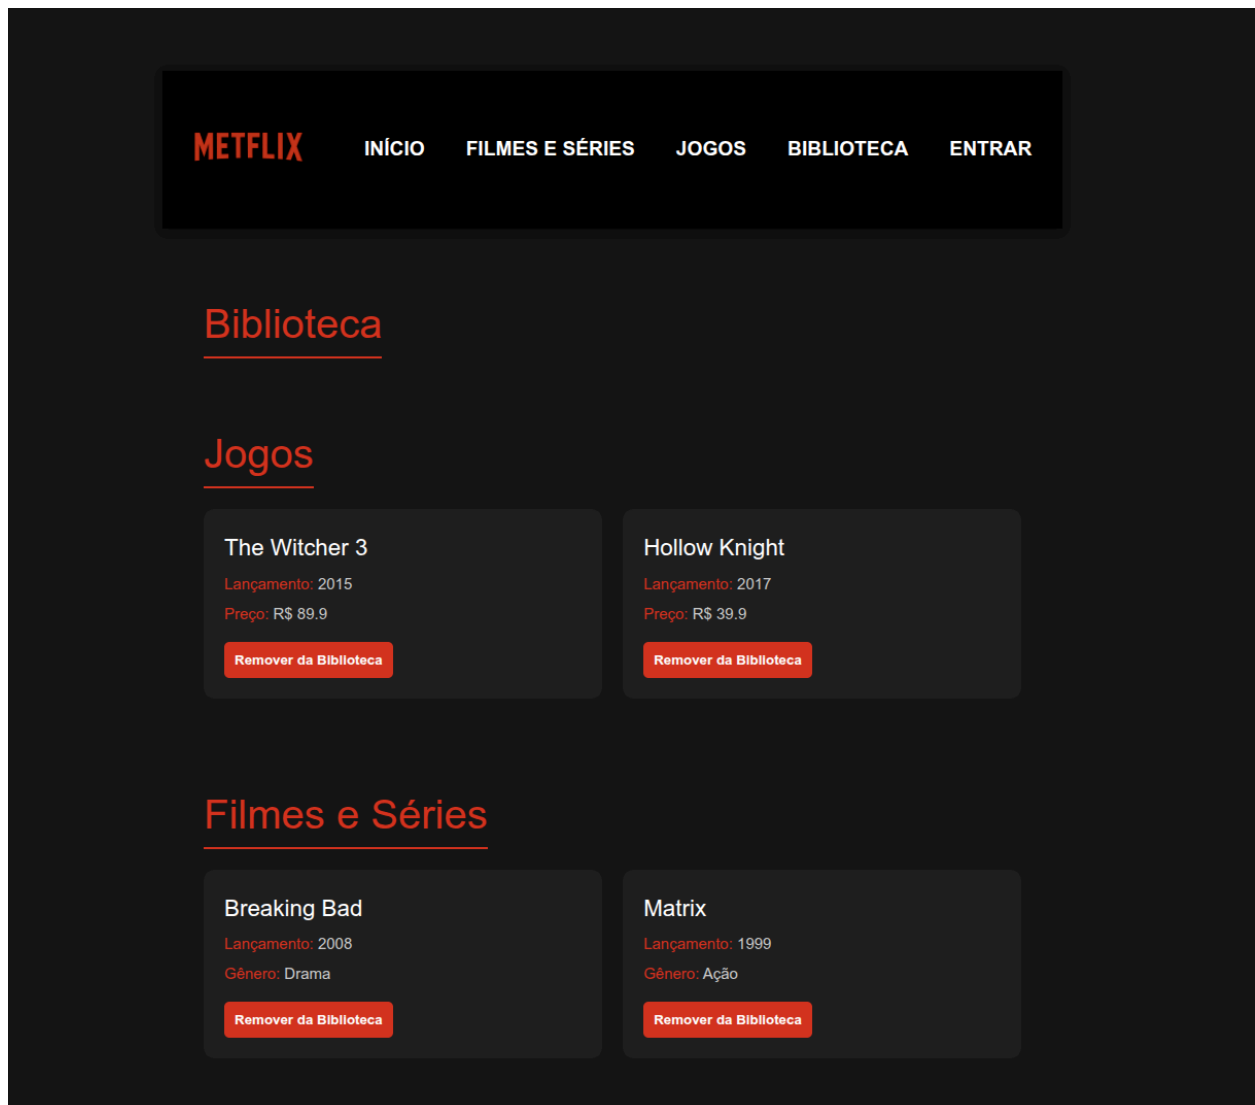 METFLIX INÍCIO FILMES E SÉRIES JOGOS BIBLIOTECA ENTRAR
Biblioteca
Jogos
The Witcher 3
Lançamento: 2015
Preço: R$ 89.9
Remover da Biblioteca
Hollow Knight
Lançamento: 2017
Preço: R$ 39.9
Remover da Biblioteca
Filmes e Séries
Breaking Bad
Lançamento: 2008
Gênero: Drama
Remover da Biblioteca
Matrix
Lançamento: 1999
Gênero: Ação
Remover da Biblioteca